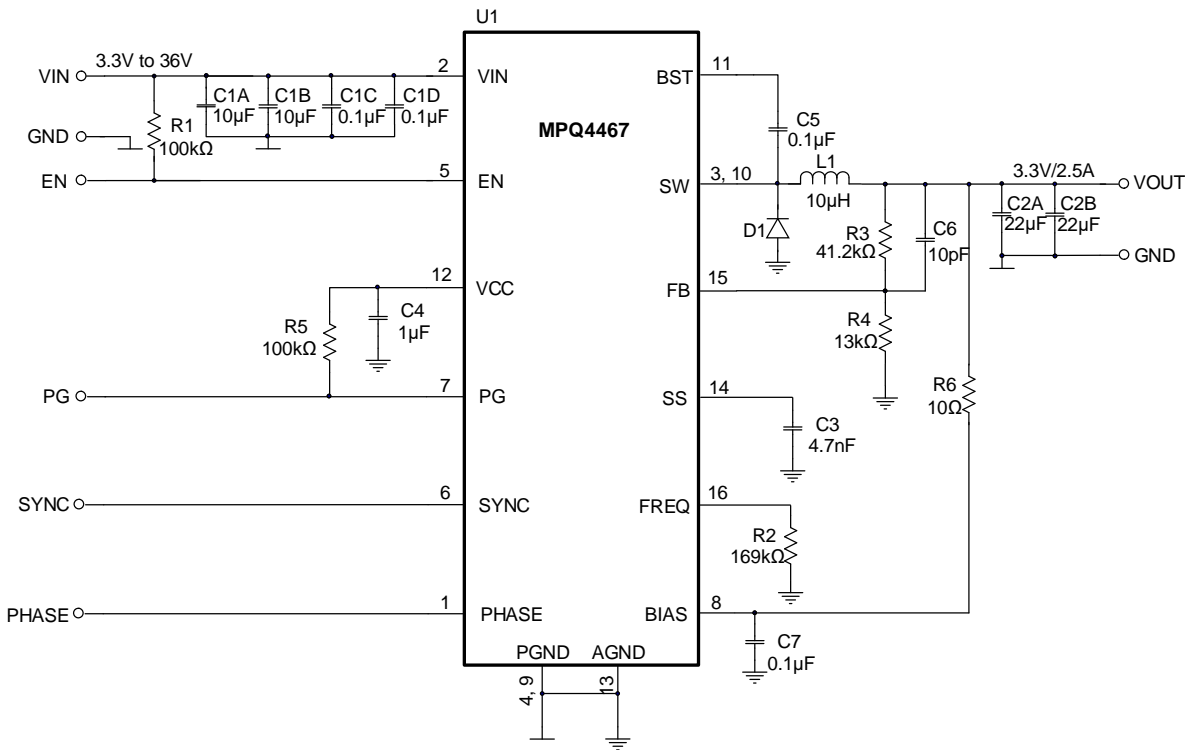 U1
3.3V to 36V
VIN
2
VIN
C1A
10µF
C1B
10µF
C1C
0.1µF
C1D
0.1µF
GND
R1
100kΩ
EN
5
EN
MPQ4467
BST
11
C5
0.1µF
SW
3, 10
L1
10µH
D1
3.3V/2.5A
VOUT
C2A
22µF
C2B
22µF
GND
R3
41.2kΩ
C6
10pF
FB
15
R4
13kΩ
12
VCC
C4
1µF
R5
100kΩ
PG
7
PG
SS
14
C3
4.7nF
R6
10Ω
SYNC
6
SYNC
FREQ
16
R2
169kΩ
PHASE
1
PHASE
BIAS
8
C7
0.1µF
PGND
AGND
4, 9
13